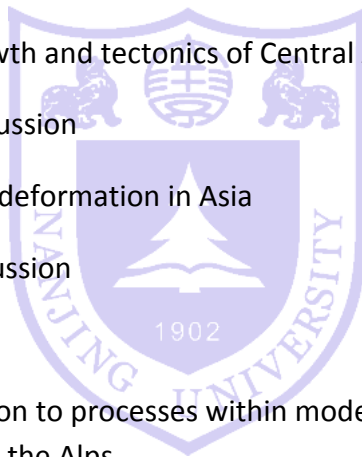 wth and tectonics of Central
ussion
deformation in Asia
ussion
1902
NANJING UNIVERSITY
on to processes within mode
the Alps